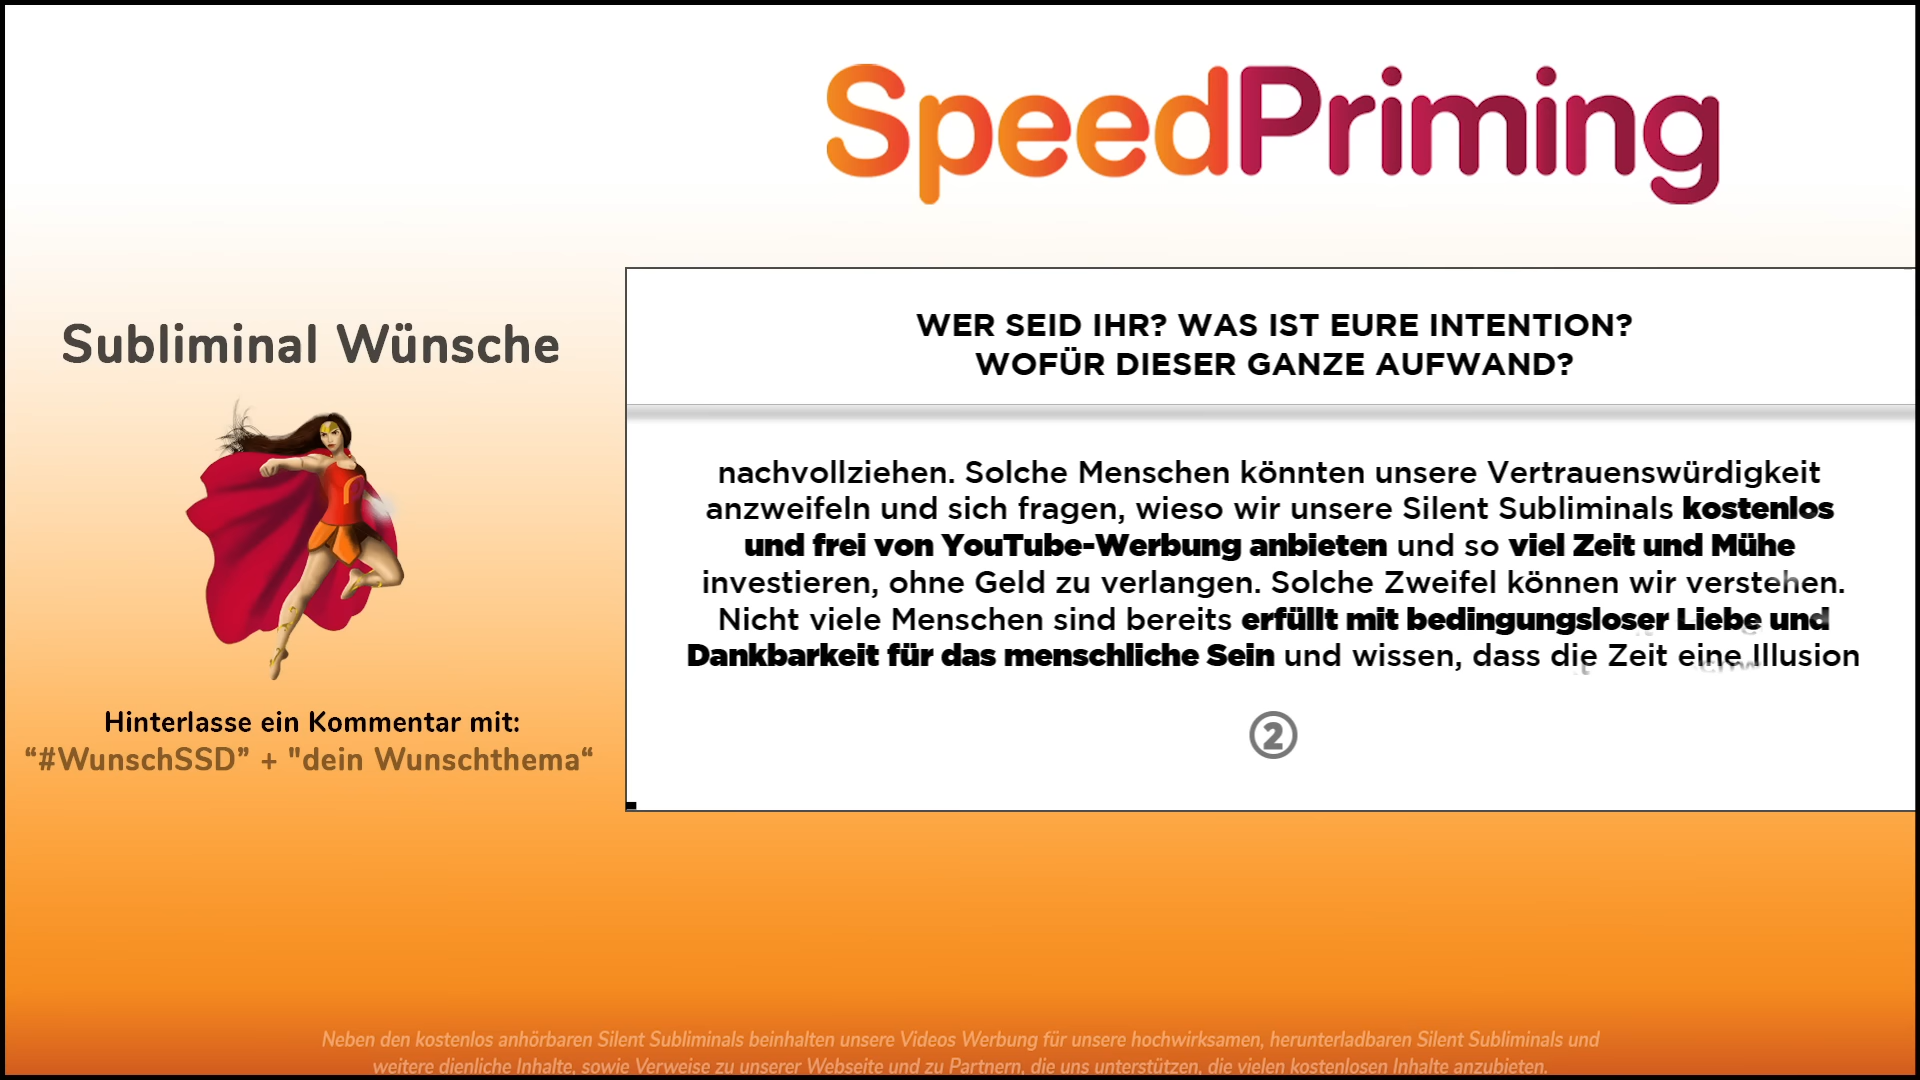 SpeedPriming
Subliminal Wünsche
Hinterlasse ein Kommentar mit:
“#WunschSSD” + "dein Wunschthema“
WER SEID IHR? WAS IST EURE INTENTION?
WOFÜR DIESER GANZE AUFWAND?
nachvollziehen. Solche Menschen könnten unsere Vertrauenswürdigkeit
anzweifeln und sich fragen, wieso wir unsere Silent Subliminals kostenlos
und frei von YouTube-Werbung anbieten und so viel Zeit und Mühe
investieren, ohne Geld zu verlangen. Solche Zweifel können wir verstehen.
Nicht viele Menschen sind bereits erfüllt mit bedingungsloser Liebe und
Dankbarkeit für das menschliche Sein und wissen, dass die Zeit eine Illusion
2
Neben den kostenlos anhörbaren Silent Subliminals beinhalten unsere Videos Werbung für unsere hochwirksamen, herunterladbaren Silent Subliminals und
weitere dienliche Inhalte, sowie Verweise zu unserer Webseite und zu Partnern, die uns unterstützen, die vielen kostenlosen Inhalte anzubieten.